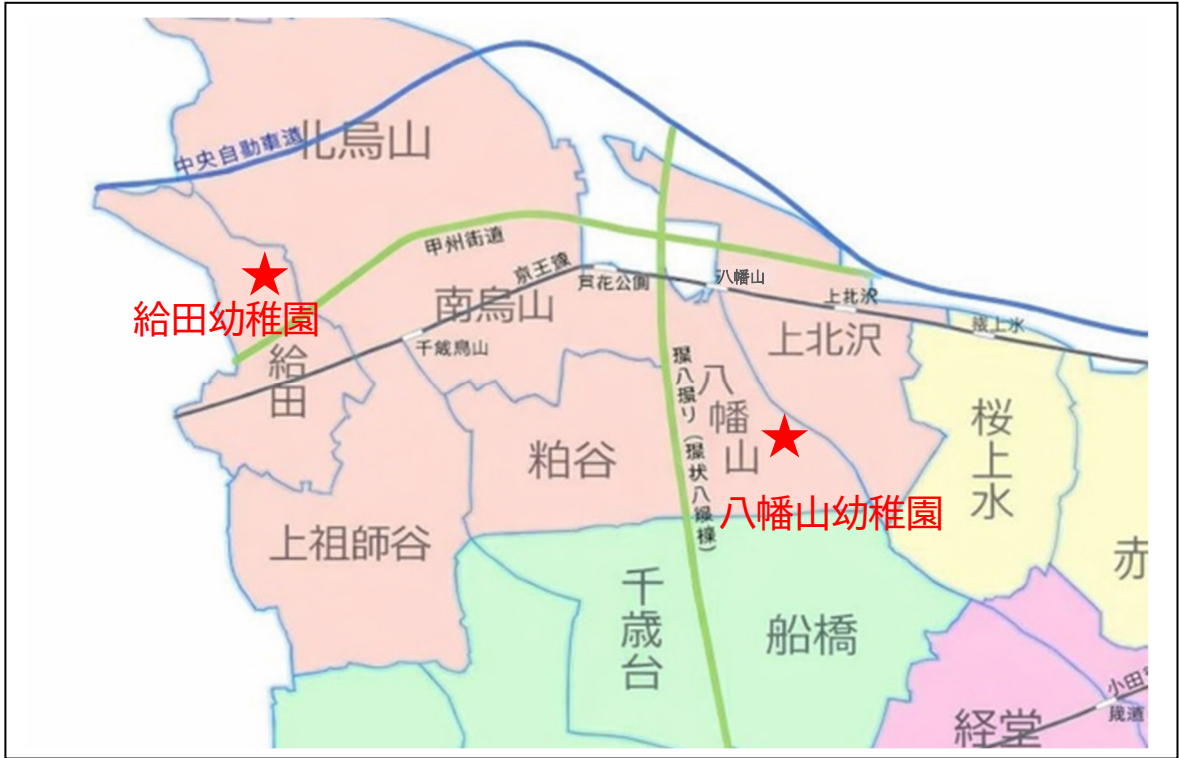 北烏山
中央自動車道
甲州街道
京王線
芦花公園
八幡山
上北沢
桜上水
給田幼稚園
南烏山
千歳烏山
給田
上北沢
八幡山
環八通り(環状八号線)
粕谷
桜上水
八幡山幼稚園
上祖師谷
千歳台
船橋
赤
経堂
小田